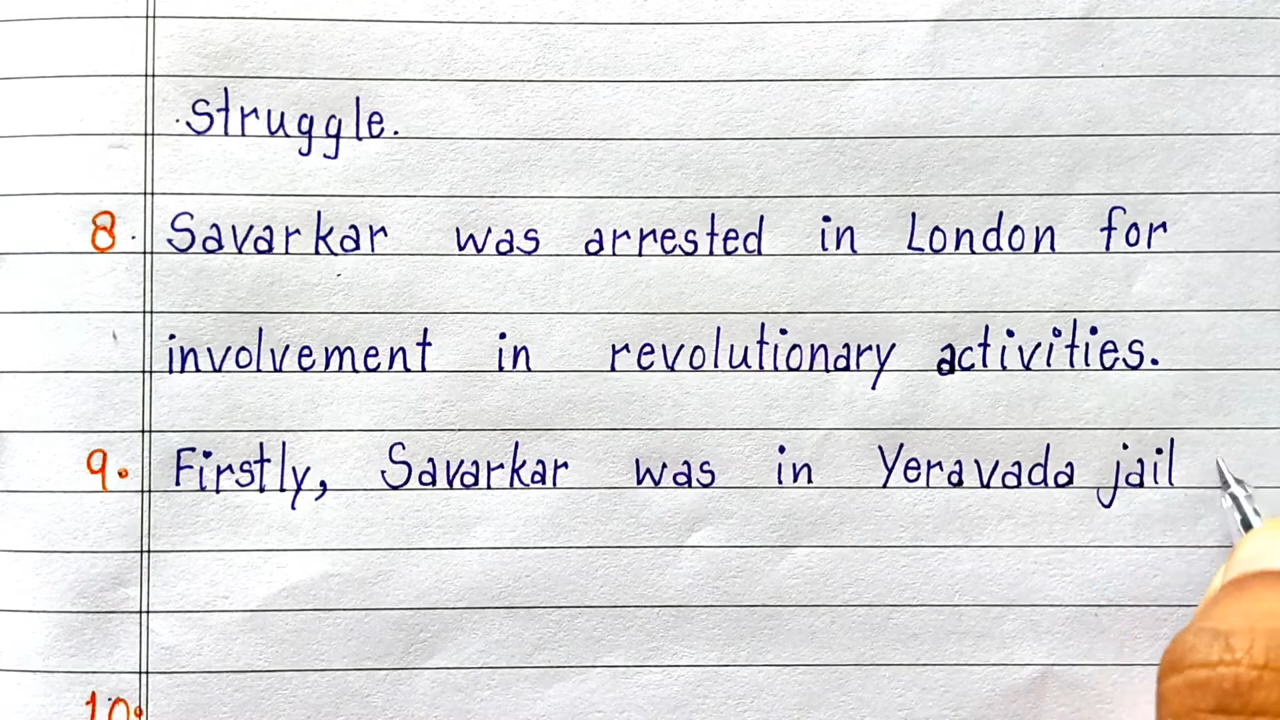 struggle.
8. Savarkar was arrested in London for
involvement in revolutionary activities.
9. Firstly, Savarkar was in Yeravada jail
10.